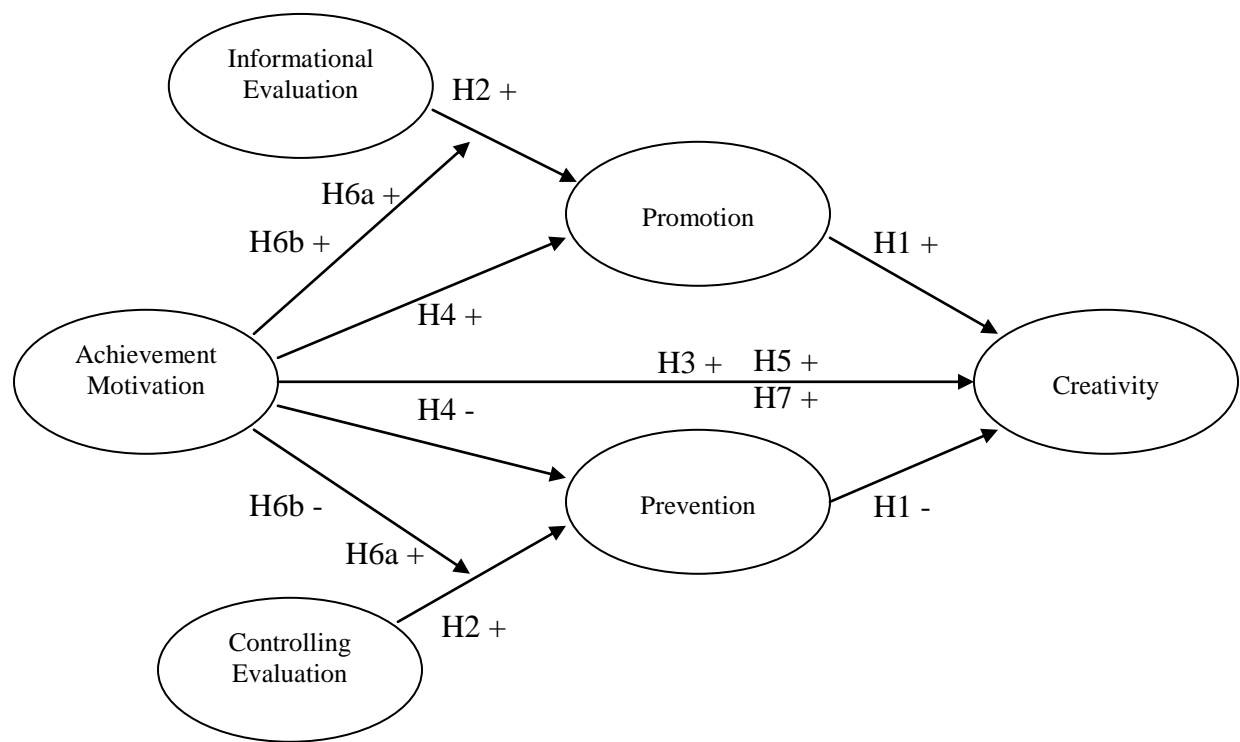 Informational
Evaluation
H2 +
H6a +
H6b +
Promotion
H1 +
H4 +
Achievement
Motivation
H3 +
H5 +
H7 +
Creativity
H4 -
H6b -
H6a +
Prevention
H1 -
H2 +
Controlling
Evaluation